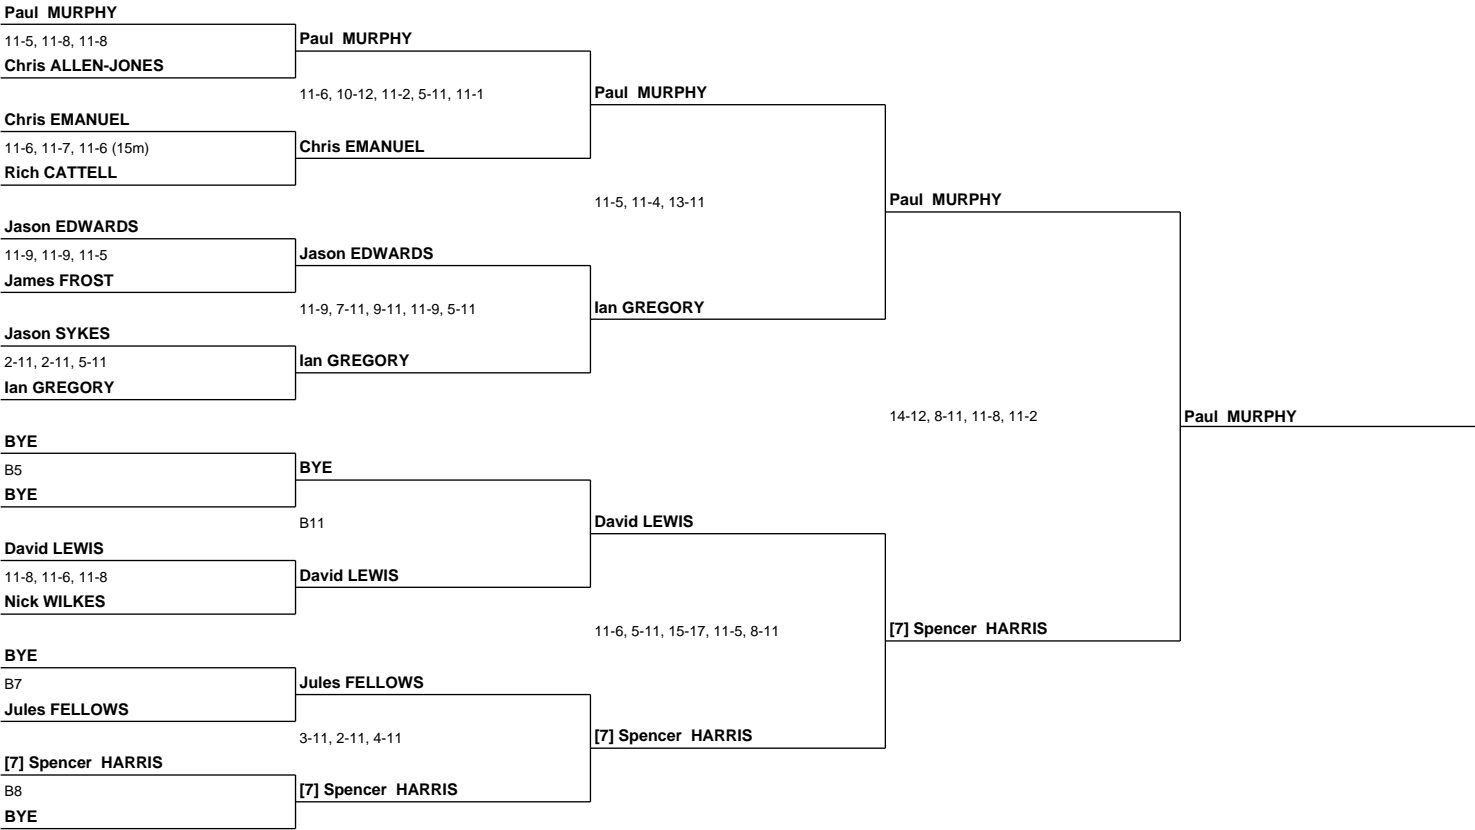 Paul  MURPHY
11-5, 11-8, 11-8
Chris ALLEN-JONES
Chris EMANUEL
11-6, 11-7, 11-6 (15m)
Rich CATTELL
Jason EDWARDS
11-9, 11-9, 11-5
James FROST
Jason SYKES
2-11, 2-11, 5-11
Ian GREGORY
BYE
B5
BYE
David LEWIS
11-8, 11-6, 11-8
Nick WILKES
BYE
B7
Jules FELLOWS
[7] Spencer  HARRIS
B8
BYE
Paul  MURPHY
11-6, 10-12, 11-2, 5-11, 11-1
Chris EMANUEL
Jason EDWARDS
11-9, 7-11, 9-11, 11-9, 5-11
Ian GREGORY
BYE
B11
David LEWIS
Jules FELLOWS
3-11, 2-11, 4-11
[7] Spencer  HARRIS
Paul  MURPHY
11-5, 11-4, 13-11
Ian GREGORY
David LEWIS
11-6, 5-11, 15-17, 11-5, 8-11
[7] Spencer  HARRIS
Paul  MURPHY
14-12, 8-11, 11-8, 11-2
[7] Spencer  HARRIS
Paul  MURPHY